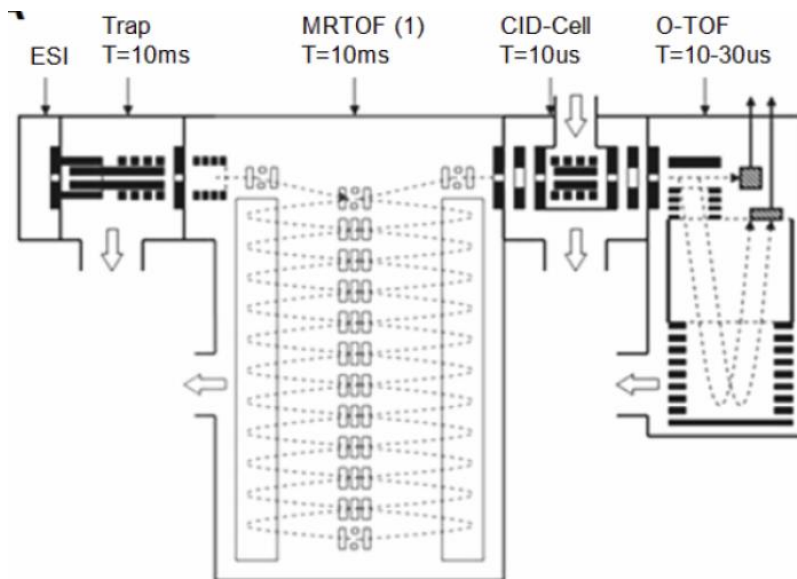 Trap
MRTOF (1)
CID-Cell
O-TOF
ESI
T=10ms
T=10ms
T=10us
T=10-30us